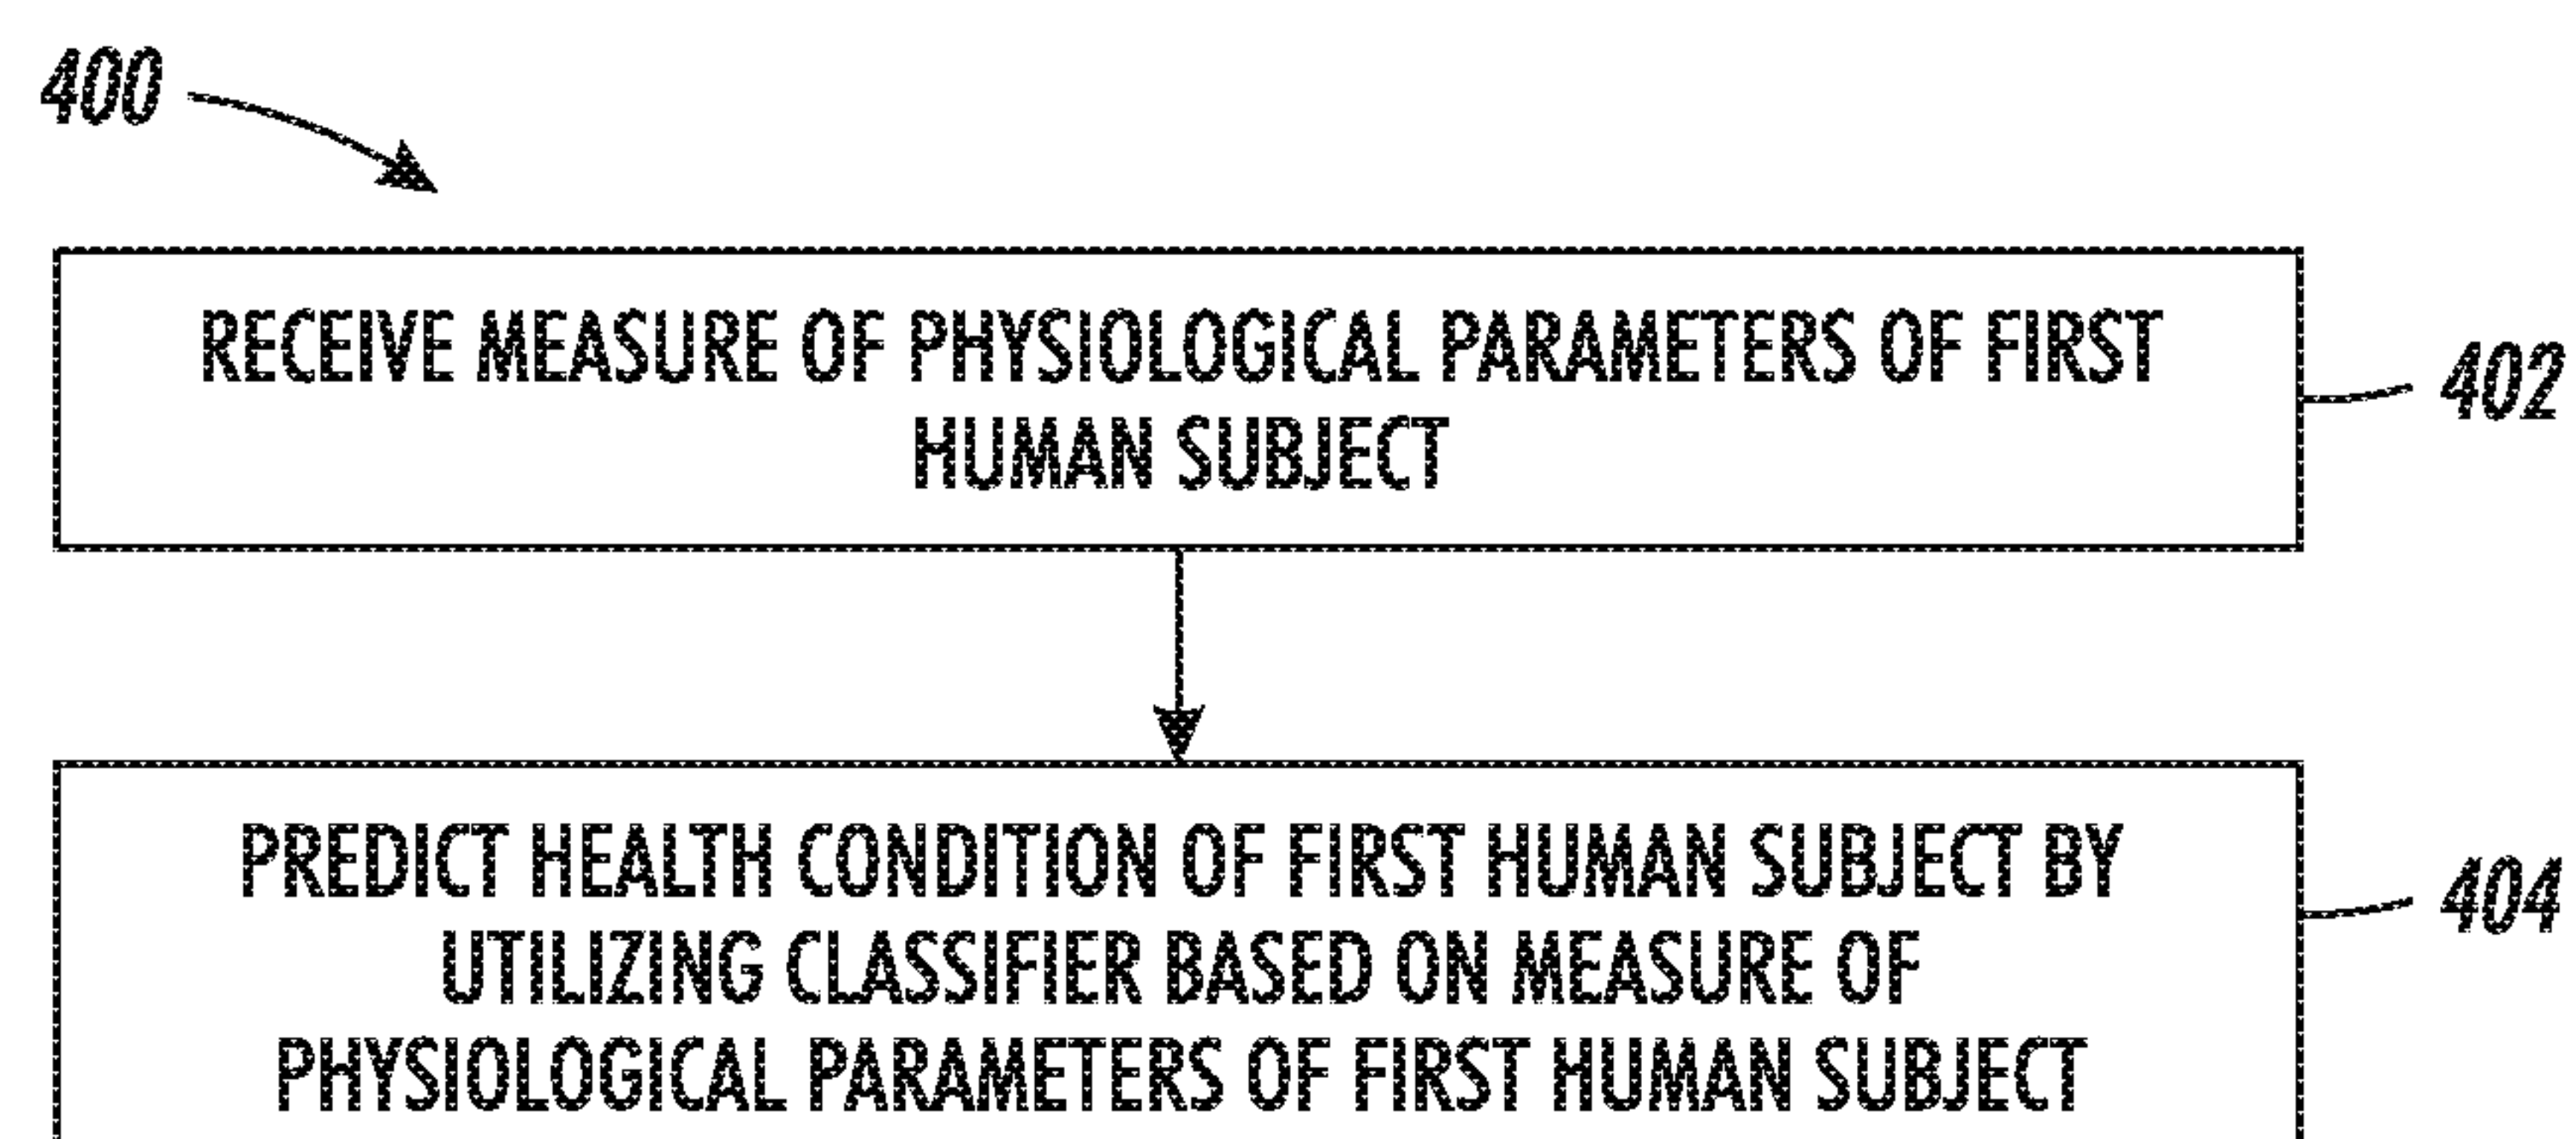 400
RECEIVE MEASURE OF PHYSIOLOGICAL PARAMETERS OF FIRST
HUMAN SUBJECT
402
PREDICT HEALTH CONDITION OF FIRST HUMAN SUBJECT BY
UTILIZING CLASSIFIER BASED ON MEASURE OF
PHYSIOLOGICAL PARAMETERS OF FIRST HUMAN SUBJECT
404